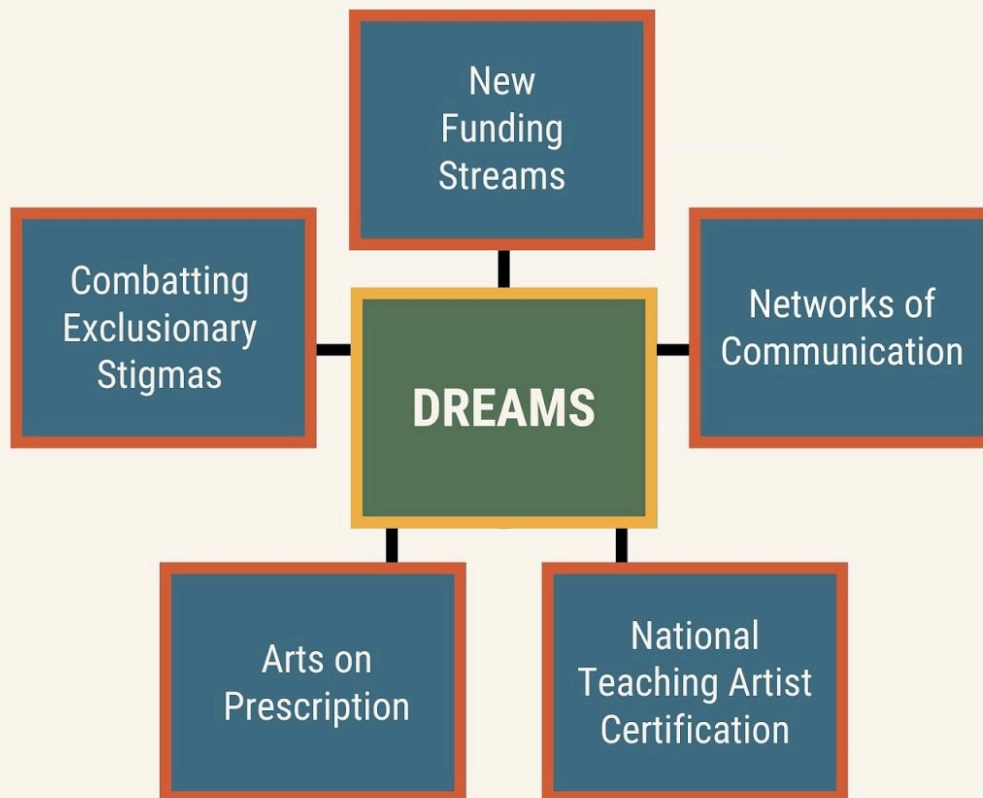 New
Funding
Streams
Combatting
Exclusionary
Stigmas
Networks of
Communication
DREAMS
Arts on
Prescription
National
Teaching Artist
Certification